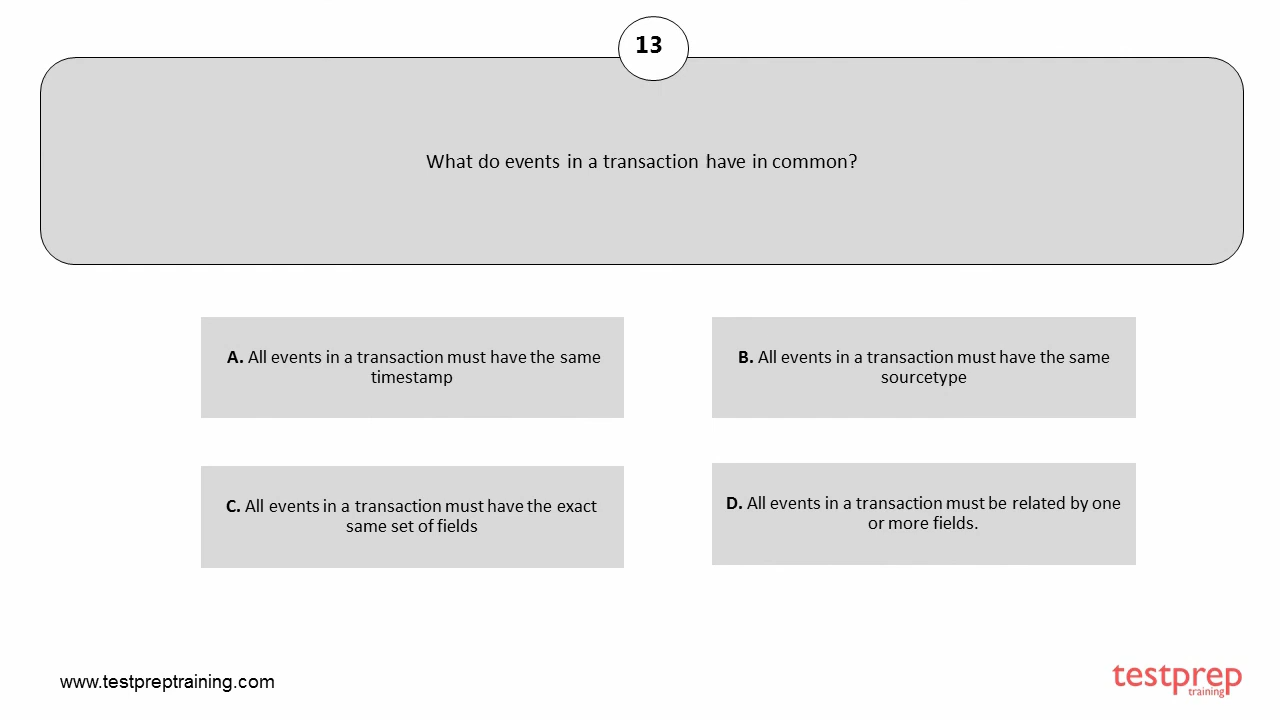 13
What do events in a transaction have in common?
A. All events in a transaction must have the same
timestamp
B. All events in a transaction must have the same
sourcetype
C. All events in a transaction must have the exact
same set of fields
D. All events in a transaction must be related by one
or more fields.
www.testpreptraining.com
testprep
training